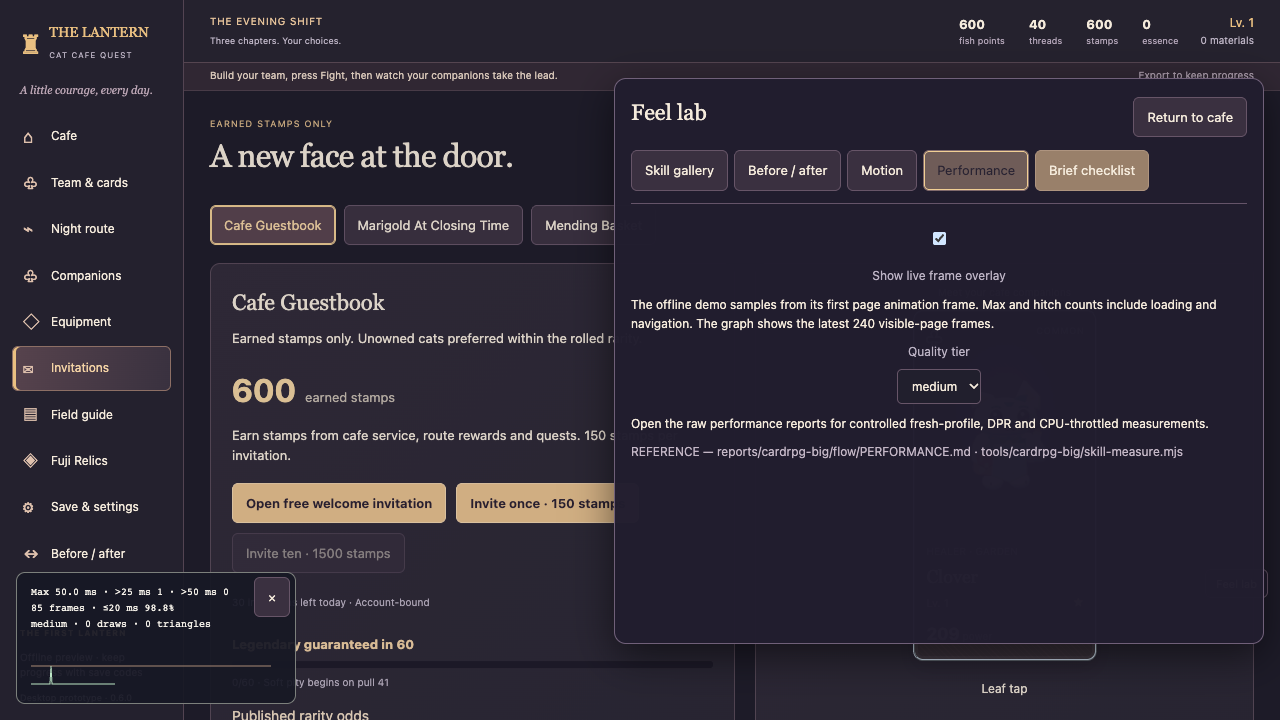 THE LANTERN
CAT CAFE QUEST
A little courage, every day.
Cafe
Team & cards
Night route
Companions
Equipment
Invitations
Field guide
Fuji Relics
Save & settings
Before / after
THE EVENING SHIFT
Three chapters. Your choices.
600 fish points
40 threads
600 stamps
0 essence
Lv. 1
0 materials
Build your team, press Fight, then watch your companions take the lead.
Export to keep progress
EARNED STAMPS ONLY
A new face at the door.
Cafe Guestbook
Marigold At Closing Time
Mending
Cafe Guestbook
Earned stamps only. Unowned cats preferred within the rolled
600 earned stamps
Earn stamps from cafe service, route rewards and quests. 150
invitation.
Open free welcome invitation
Invite once · 150 stamps
Invite ten · 1500 stamps
left today · Account-bound
Legendary guaranteed in 60
begins on pull 41
Published rarity odds
Feel lab
Return to cafe
Skill gallery
Before / after
Motion
Performance
Brief checklist
Show live frame overlay
The offline demo samples from its first page animation frame. Max and hitch counts include loading and
navigation. The graph shows the latest 240 visible-page frames.
Quality tier
medium
Open the raw performance reports for controlled fresh-profile, DPR and CPU-throttled measurements.
REFERENCE — reports/cardrpg-big/flow/PERFORMANCE.md · tools/cardrpg-big/skill-measure.mjs
Leaf tap
Max 50.0 ms · >25 ms 1 · >50 ms 0
85 frames · ≤20 ms 98.8%
medium · 0 draws · 0 triangles
×